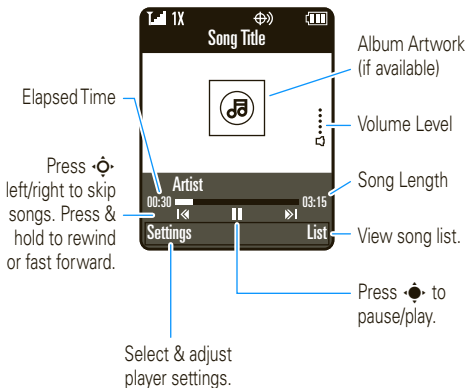 1X
Song Title
Album Artwork
(if available)
Elapsed Time
Volume Level
Press
left/right to skip
songs. Press &
hold to rewind
or fast forward.
Artist
00:30
03:15
Song Length
Settings
List
View song list.
Press to
pause/play.
Select & adjust
player settings.